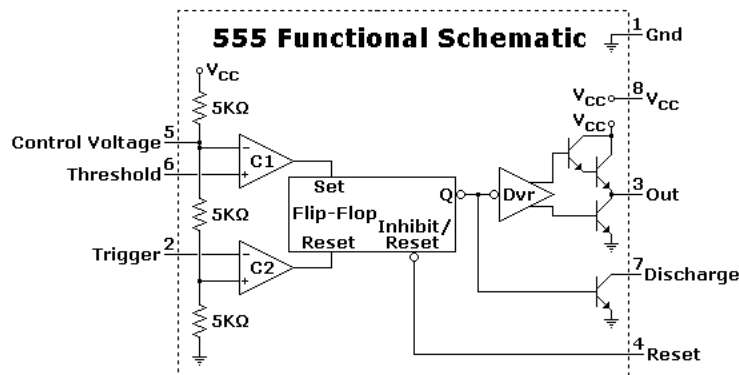 555 Functional Schematic
1 Gnd
VCC
8 VCC
VCC
VCC
5KΩ
Control Voltage 5
Threshold 6
C1
Set
Q
Dvr
3 Out
5KΩ
Flip-Flop
Inhibit/
Reset
Reset
Trigger 2
C2
7 Discharge
5KΩ
4 Reset